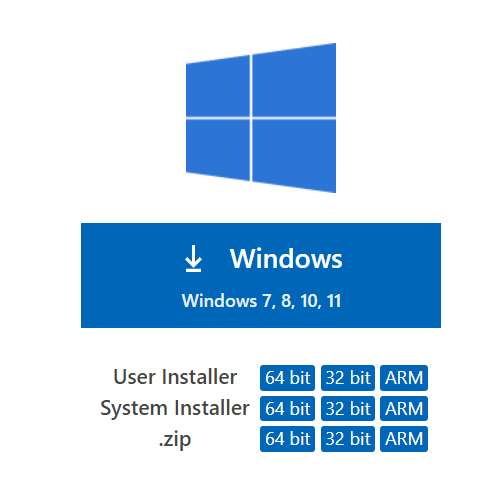 Windows
Windows 7, 8, 10, 11
User Installer 64 bit 32 bit ARM
System Installer 64 bit 32 bit ARM
.zip 64 bit 32 bit ARM